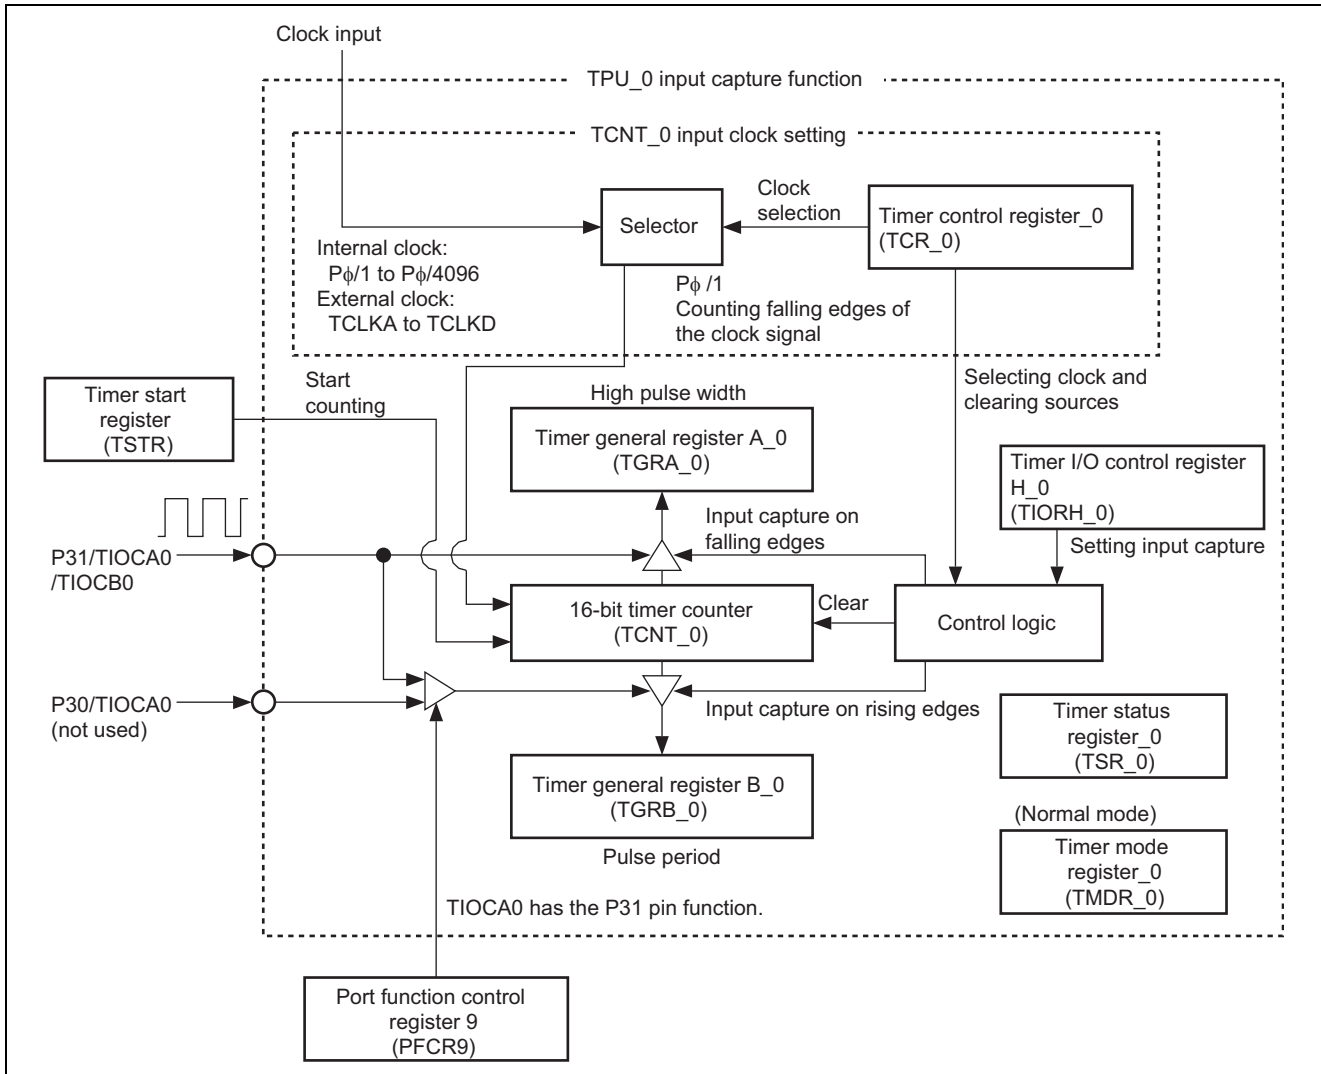 Clock input
TPU_0 input capture function
TCNT_0 input clock setting
Clock
selection
Selector
Timer control register_0
(TCR_0)
Internal clock:
Pϕ/1 to Pϕ/4096
External clock:
TCLKA to TCLKD
Pϕ /1
Counting falling edges of
the clock signal
Timer start
register
(TSTR)
Start
counting
High pulse width
Timer general register A_0
(TGRA_0)
Selecting clock and
clearing sources
Timer I/O control register
H_0
(TIORH_0)
Input capture on
falling edges
Setting input capture
P31/TIOCA0
/TIOCB0
16-bit timer counter
(TCNT_0)
Clear
Control logic
P30/TIOCA0
(not used)
Input capture on rising edges
Timer status
register_0
(TSR_0)
Timer general register B_0
(TGRB_0)
Pulse period
(Normal mode)
Timer mode
register_0
(TMDR_0)
TIOCA0 has the P31 pin function.
Port function control
register 9
(PFCR9)